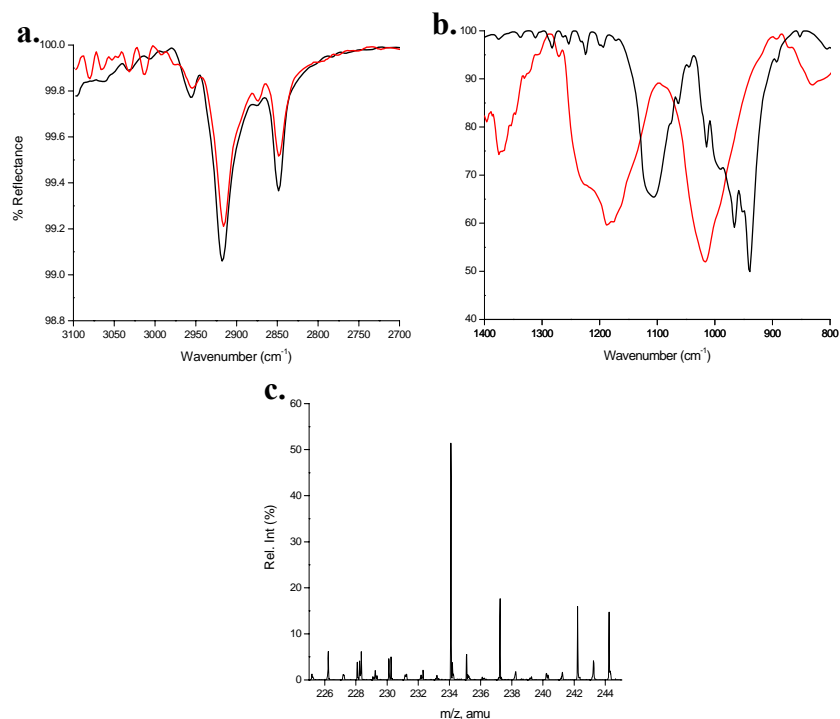 a.
100.0
99.8
99.6
99.4
99.2
99.0
98.8
% Reflectance
3100 3050 3000 2950 2900 2850 2800 2750 2700
Wavenumber (cm-1)
b.
100
90
80
70
60
50
40
1400 1300 1200 1100 1000 900 800
Wavenumber (cm-1)
c.
60
50
40
30
20
10
0
Rel. Int (%)
226 228 230 232 234 236 238 240 242 244
m/z, amu